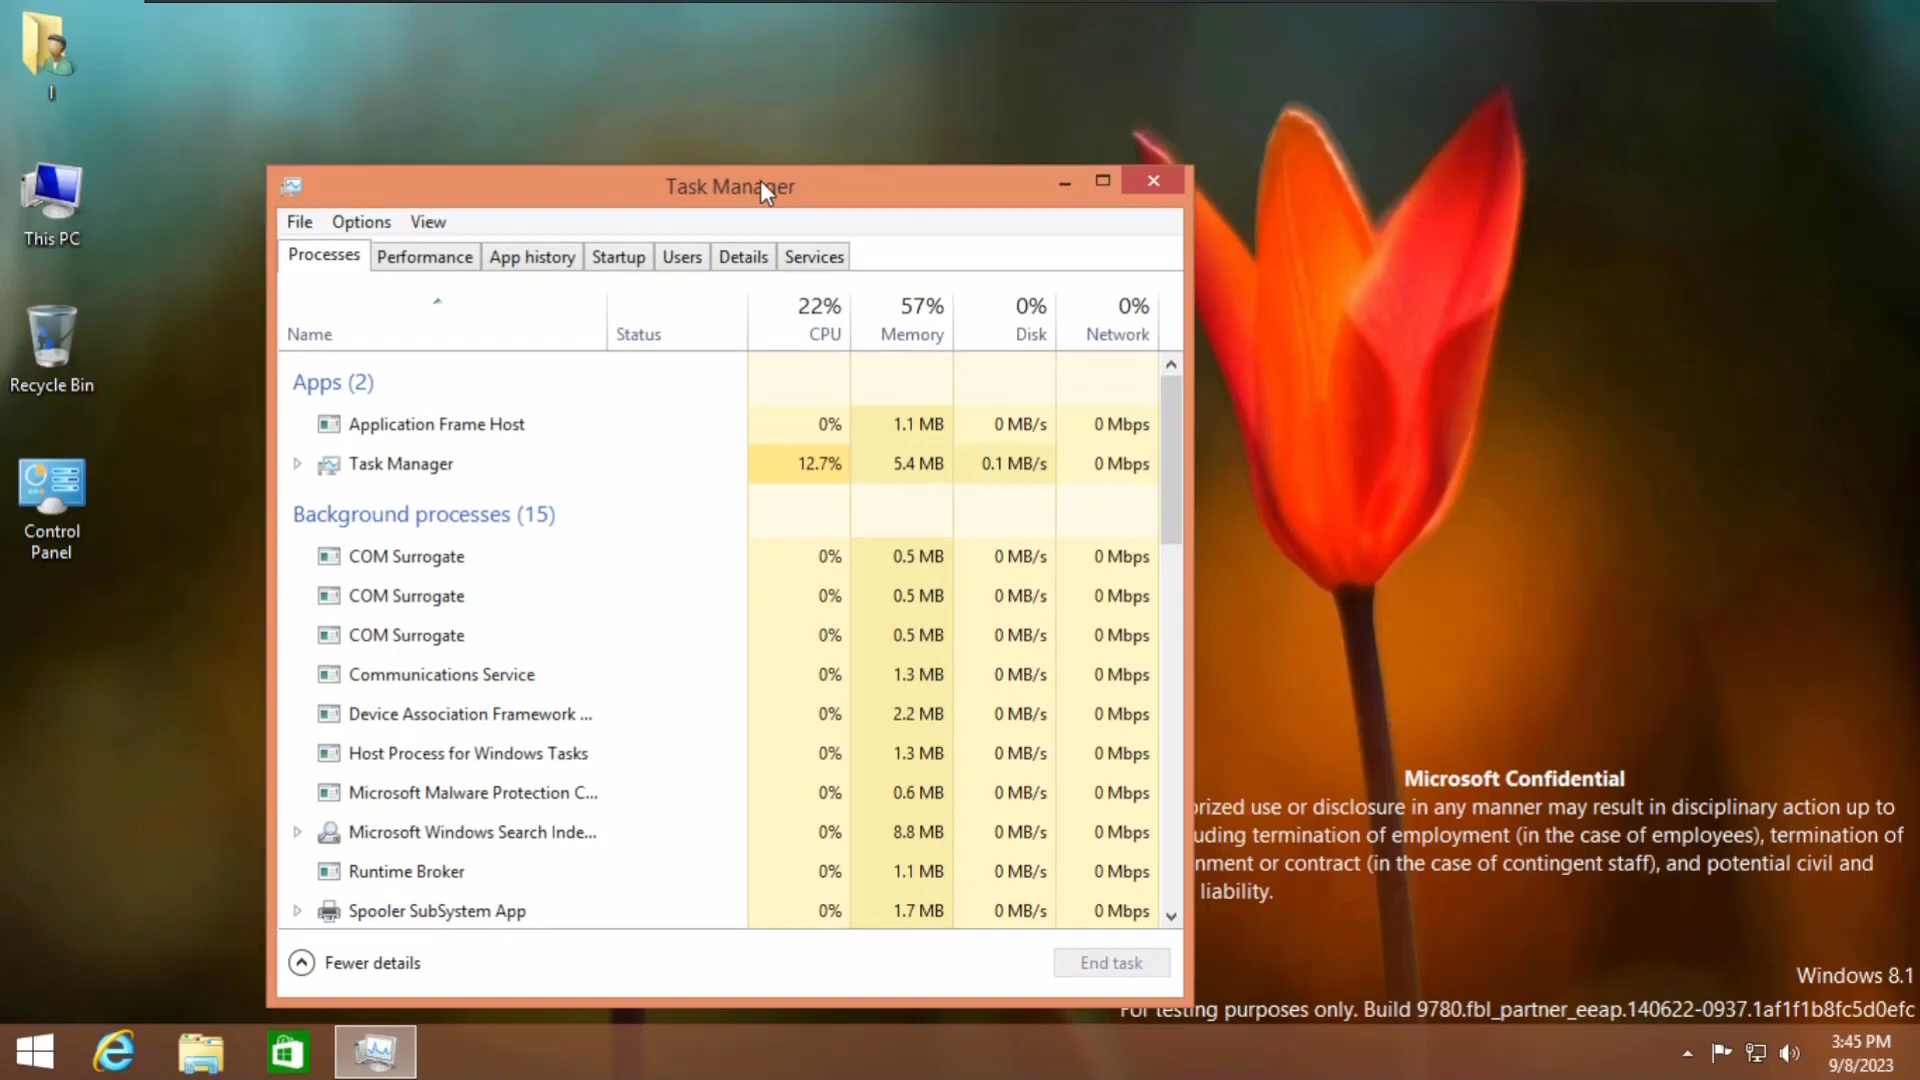 I
This PC
Recycle Bin
Control
Panel
Task Manager
File Options View
Processes Performance App history Startup Users Details Services
22% 57% 0% 0%
Name Status CPU Memory Disk Network
Apps (2)
Application Frame Host 0% 1.1 MB 0 MB/s 0 Mbps
Task Manager 12.7% 5.4 MB 0.1 MB/s 0 Mbps
Background processes (15)
COM Surrogate 0% 0.5 MB 0 MB/s 0 Mbps
COM Surrogate 0% 0.5 MB 0 MB/s 0 Mbps
COM Surrogate 0% 0.5 MB 0 MB/s 0 Mbps
Communications Service 0% 1.3 MB 0 MB/s 0 Mbps
Device Association Framework ... 0% 2.2 MB 0 MB/s 0 Mbps
Host Process for Windows Tasks 0% 1.3 MB 0 MB/s 0 Mbps
Microsoft Malware Protection C... 0% 0.6 MB 0 MB/s 0 Mbps
Microsoft Windows Search Inde... 0% 8.8 MB 0 MB/s 0 Mbps
Runtime Broker 0% 1.1 MB 0 MB/s 0 Mbps
Spooler SubSystem App 0% 1.7 MB 0 MB/s 0 Mbps
Fewer details End task
Microsoft Confidential
rized use or disclosure in any manner may result in disciplinary action up to
uding termination of employment (in the case of employees), termination of
nment or contract (in the case of contingent staff), and potential civil and
liability.
Windows 8.1
For testing purposes only. Build 9780.fbl_partner_eeap.140622-0937.1af1f1b8fc5d0efc
3:45 PM
9/8/2023